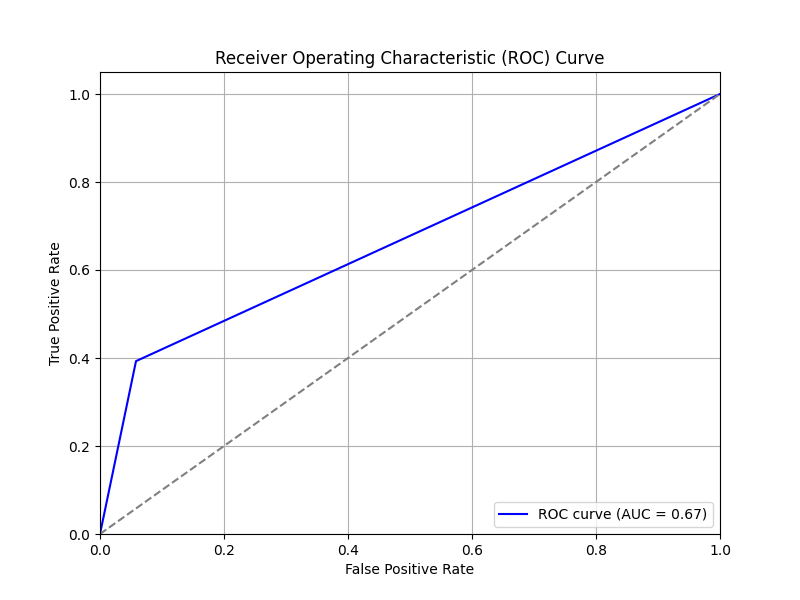 Receiver Operating Characteristic (ROC) Curve
1.0
0.8
0.6
0.4
0.2
0.0
True Positive Rate
ROC curve (AUC = 0.67)
0.0 0.2 0.4 0.6 0.8 1.0
False Positive Rate